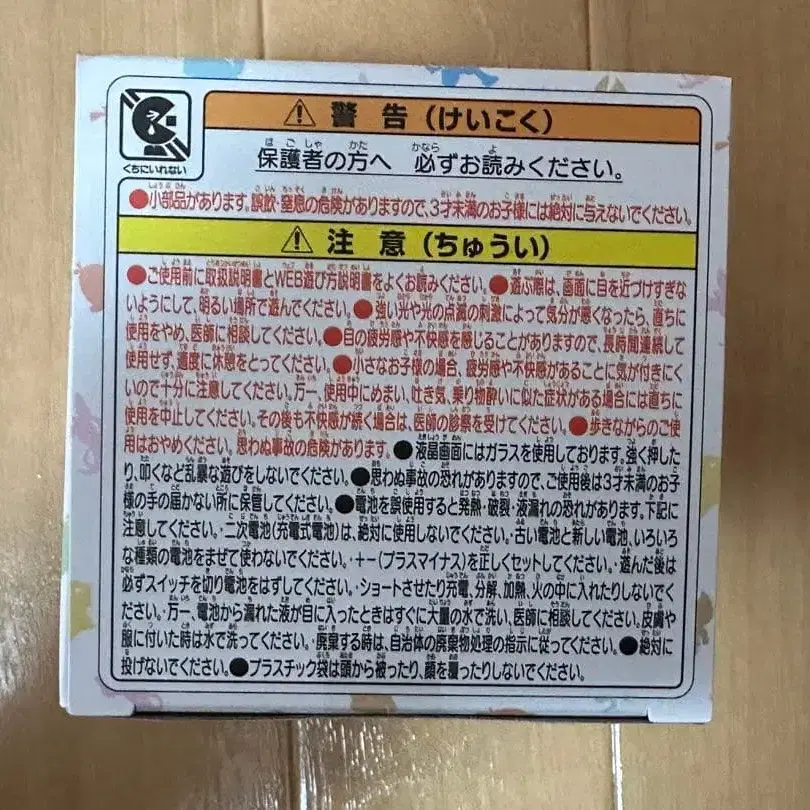 くちにいれない
警告(けいこく)
保護者の方へ 必ずお読みください。
●小部品があります。誤飲・窒息の危険がありますので、3才未満のお子様には絶対に与えないでください。
注意(ちゅうい)
●ご使用前に取扱説明書とWEB遊び方説明書をよくお読みください。●遊ぶ際は、画面に目を近づけすぎな
いようにして、明るい場所で遊んでください。●強い光や光の点滅の刺激によって気分が悪くなったら、直ちに
使用をやめ、医師に相談してください。●目の疲労感や不快感を感じることがありますので、長時間連続して
使用せず、適度に休憩をとってください。●小さなお子様の場合、疲労感や不快感があることに気が付きにく
いので十分に注意してください。万一、使用中にめまい、吐き気、乗り物酔いに似た症状がある場合には直ちに
使用を中止してください。その後も不快感が続く場合は、医師の診察を受けてください。●歩きながらのご使
用はおやめください。思わぬ事故の危険があります。●液晶画面にはガラスを使用しております。強く押した
り、叩くなど乱暴な遊びをしないでください。●思わぬ事故の恐れがありますので、ご使用後は3才未満のお子
様の手の届かない所に保管してください。●電池を誤使用すると発熱・破裂・液漏れの恐れがあります。下記に
注意してください。・二次電池(充電式電池)は、絶対に使用しないでください。・古い電池と新しい電池、いろいろ
な種類の電池をまぜて使わないでください。・+−(プラスマイナス)を正しくセットしてください。・遊んだ後は
必ずスイッチを切り電池をはずしてください。・ショートさせたり充電、分解、加熱、火の中に入れたりしないでく
ださい。・万一、電池から漏れた液が目に入ったときはすぐに大量の水で洗い、医師に相談してください。皮膚や
服に付いた時は水で洗ってください。・廃棄する時は、自治体の廃棄物処理の指示に従ってください。●絶対に
投げないでください。●プラスチック袋は頭から被ったり、顔を覆ったりしないでください。